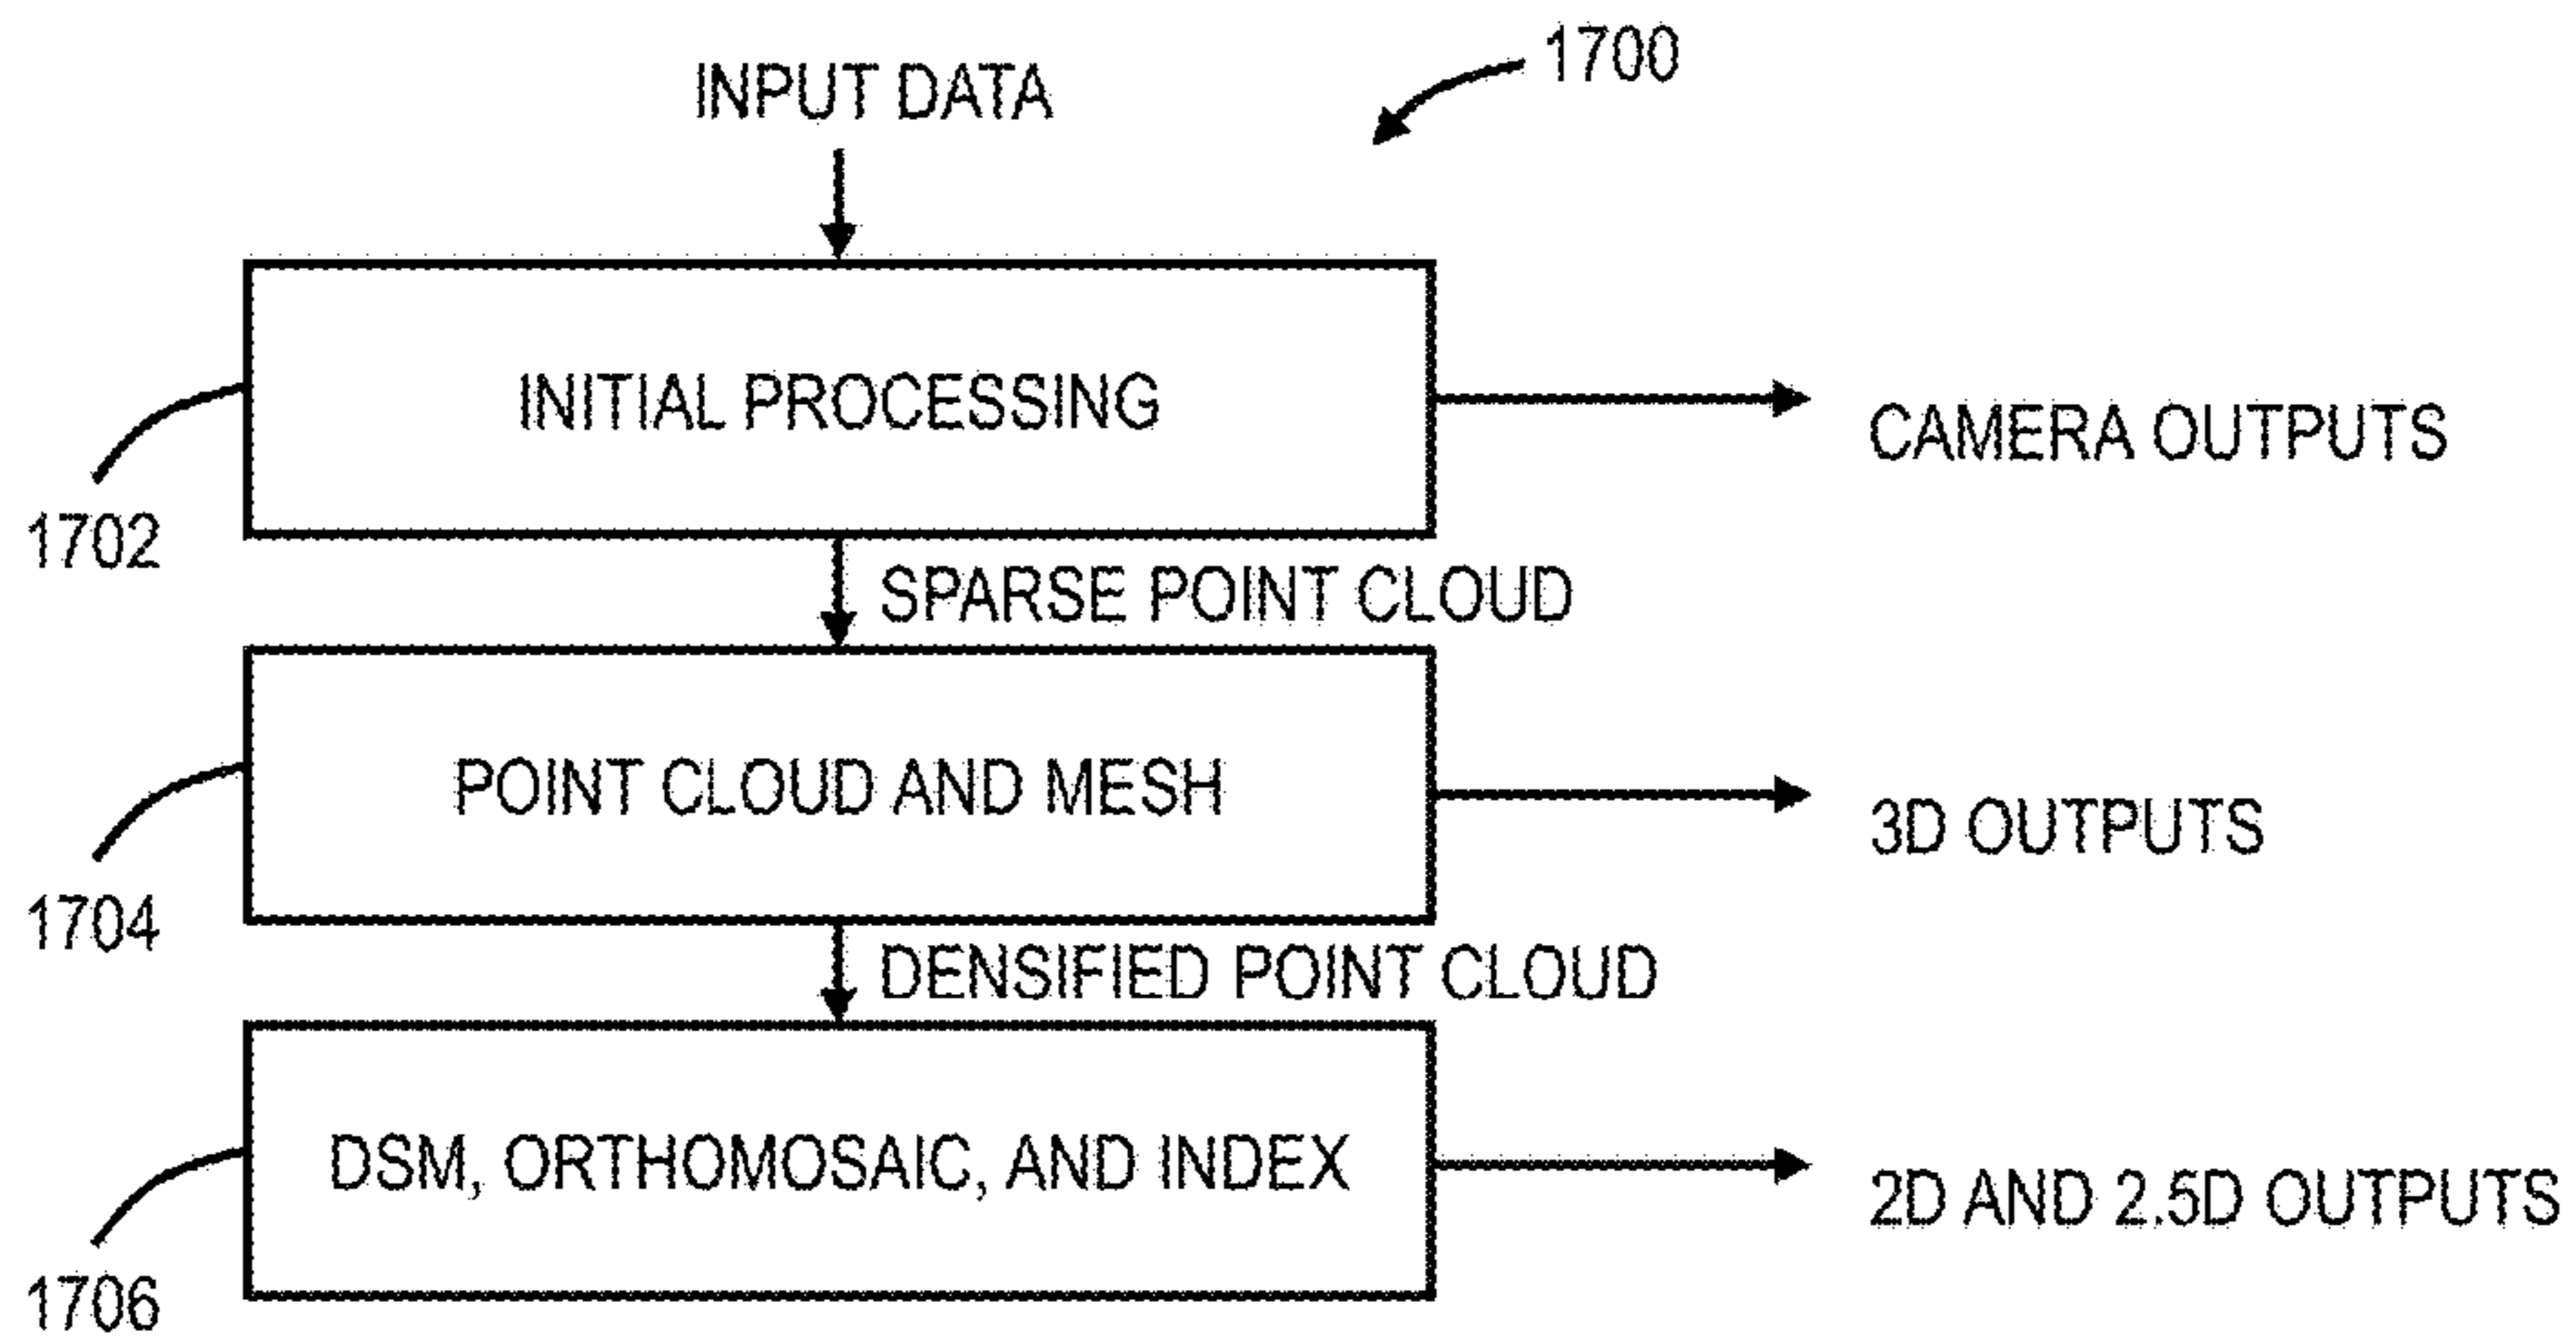 1700
INPUT DATA
INITIAL PROCESSING
CAMERA OUTPUTS
1702
SPARSE POINT CLOUD
POINT CLOUD AND MESH
3D OUTPUTS
1704
DENSIFIED POINT CLOUD
DSM, ORTHOMOSAIC, AND INDEX
2D AND 2.5D OUTPUTS
1706